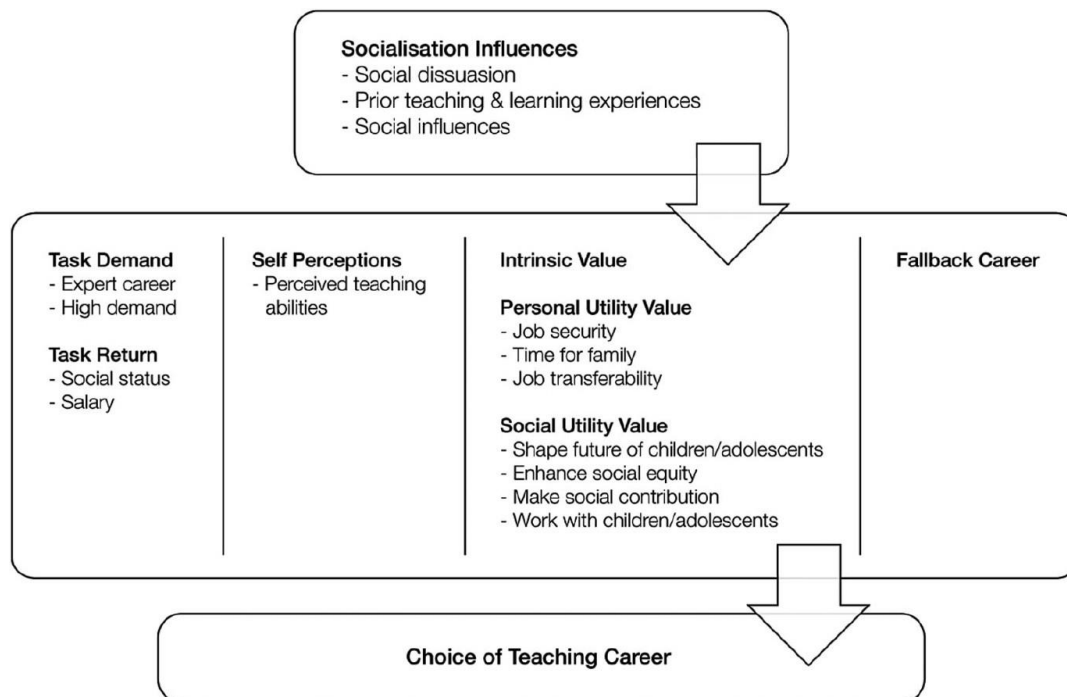 Socialisation Influences
- Social dissuasion
- Prior teaching & learning experiences
- Social influences
Task Demand
- Expert career
- High demand
Task Return
- Social status
- Salary
Self Perceptions
- Perceived teaching
abilities
Intrinsic Value
Personal Utility Value
- Job security
- Time for family
- Job transferability
Social Utility Value
- Shape future of children/adolescents
- Enhance social equity
- Make social contribution
- Work with children/adolescents
Fallback Career
Choice of Teaching Career